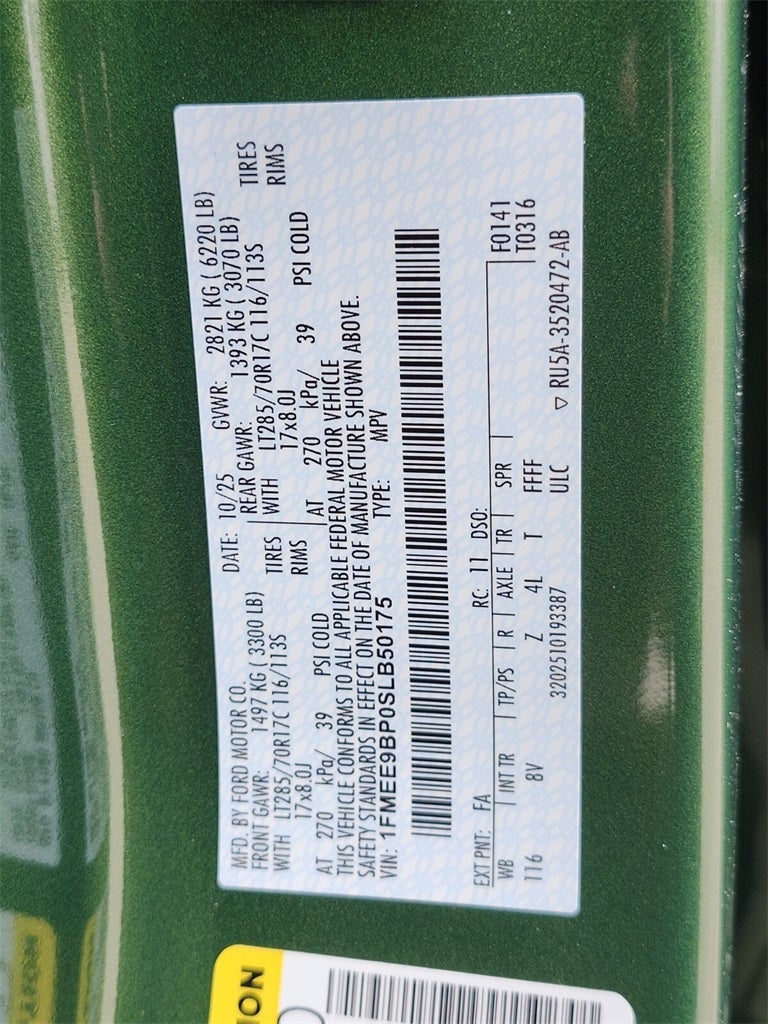 MFD. BY FORD MOTOR CO.
DATE: 10/25 GVWR: 2821 KG ( 6220 LB)
FRONT GAWR: 1497 KG ( 3300 LB) REAR GAWR: 1393 KG ( 3070 LB)
WITH LT285/70R17C 116/113S TIRES WITH LT285/70R17C 116/113S TIRES
17x8.0J RIMS 17x8.0J RIMS
AT 270 kPa/ 39 PSI COLD AT 270 kPa/ 39 PSI COLD
THIS VEHICLE CONFORMS TO ALL APPLICABLE FEDERAL MOTOR VEHICLE
SAFETY STANDARDS IN EFFECT ON THE DATE OF MANUFACTURE SHOWN ABOVE.
VIN: 1FMEE9BP0SLB50175 TYPE: MPV
EXT PNT: FA RC: 11 DSO: F0141
WB INT TR TP/PS R AXLE TR SPR T0316
116 8V Z 4L T FFFF
3202510193387 ULC ▽ RU5A-3520472-AB
ION